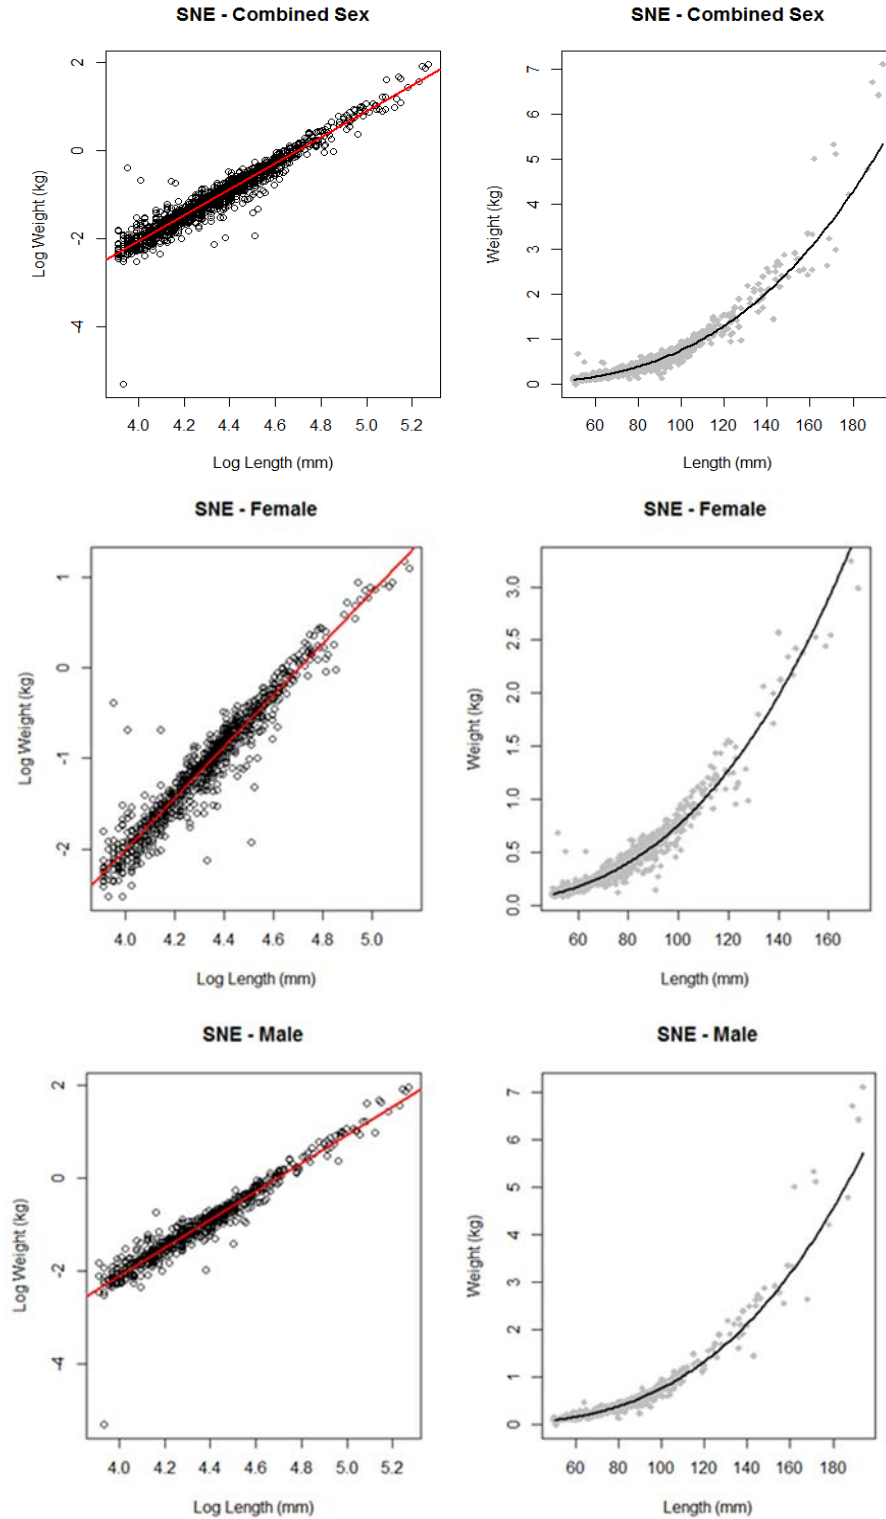 SNE - Combined Sex
Log Weight (kg)
2
0
-2
-4
4.0 4.2 4.4 4.6 4.8 5.0 5.2
Log Length (mm)
SNE - Combined Sex
Weight (kg)
7
6
5
4
3
2
1
0
60 80 100 120 140 160 180
Length (mm)
SNE - Female
Log Weight (kg)
1
0
-1
-2
4.0 4.2 4.4 4.6 4.8 5.0
Log Length (mm)
SNE - Female
Weight (kg)
3.0
2.5
2.0
1.5
1.0
0.5
0.0
60 80 100 120 140 160
Length (mm)
SNE - Male
Log Weight (kg)
2
0
-2
-4
4.0 4.2 4.4 4.6 4.8 5.0 5.2
Log Length (mm)
SNE - Male
Weight (kg)
7
6
5
4
3
2
1
0
60 80 100 120 140 160 180
Length (mm)